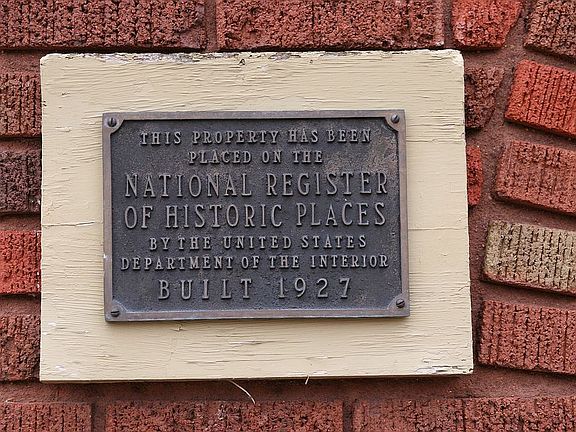 THIS PROPERTY HAS BEEN
PLACED ON THE
NATIONAL REGISTER
OF HISTORIC PLACES
BY THE UNITED STATES
DEPARTMENT OF THE INTERIOR
BUILT 1927